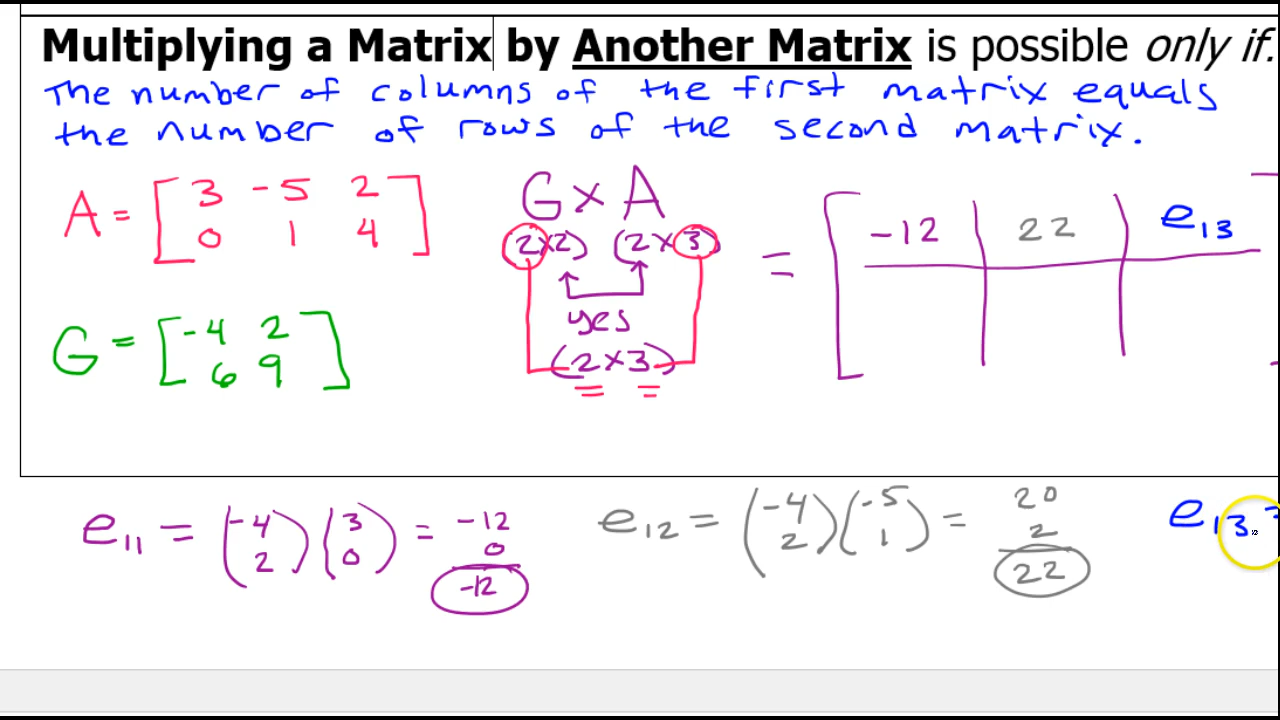 Multiplying a Matrix by Another Matrix is possible only if.
The number of columns of the first matrix equals
the number of rows of the second matrix.
A = [ 3 -5 2
0 1 4 ]
G = [ -4 2
6 9 ]
G x A
(2x2) (2x3)
yes
(2x3)
= [ -12 22 e13
e11 = (-4 2)(3 0) = -12 0 -12
e12 = (-4 2)(-5 1) = 20 2 22
e13 =